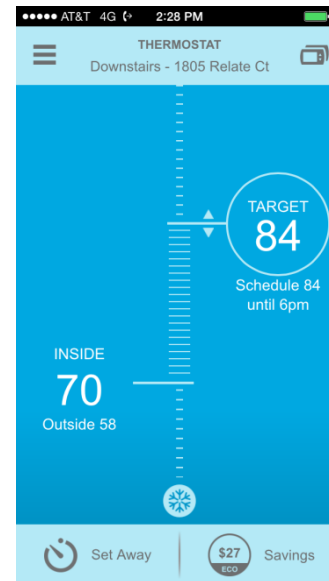 AT&T 4G 2:28 PM
THERMOSTAT
Downstairs - 1805 Relate Ct
TARGET
84
Schedule 84
until 6pm
INSIDE
70
Outside 58
Set Away
$27
ECO
Savings